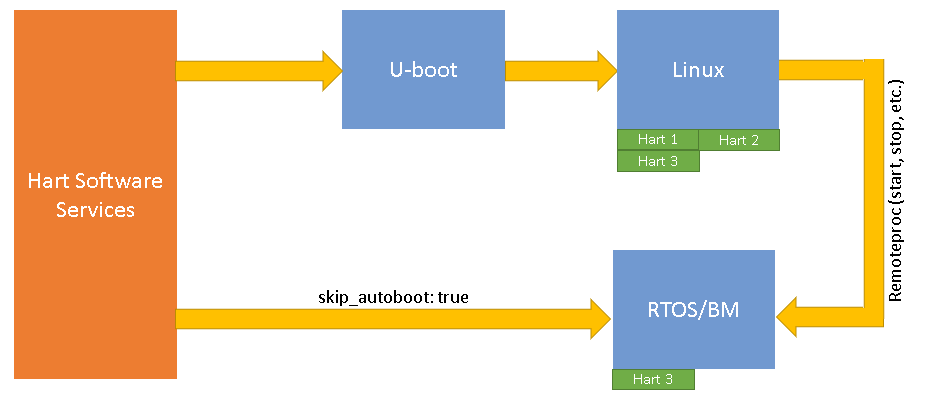 Hart Software
Services
U-boot
Linux
Hart 1
Hart 2
Hart 3
Remoteproc (start, stop, etc.)
skip_autoboot: true
RTOS/BM
Hart 3